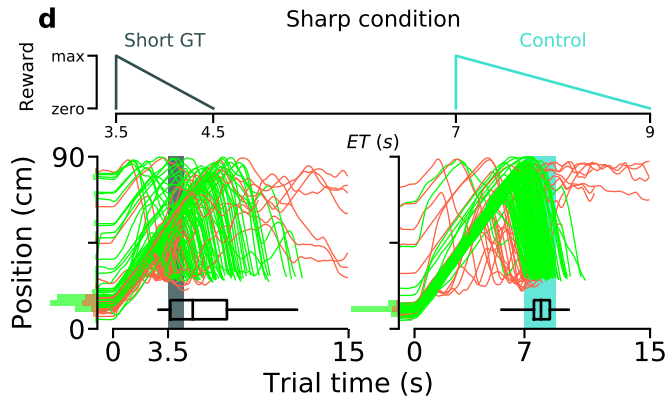 d
Sharp condition
Short GT
Control
Reward
max
zero
3.5
4.5
7
9
ET (s)
Position (cm)
90
0
0
3.5
15
0
7
15
Trial time (s)